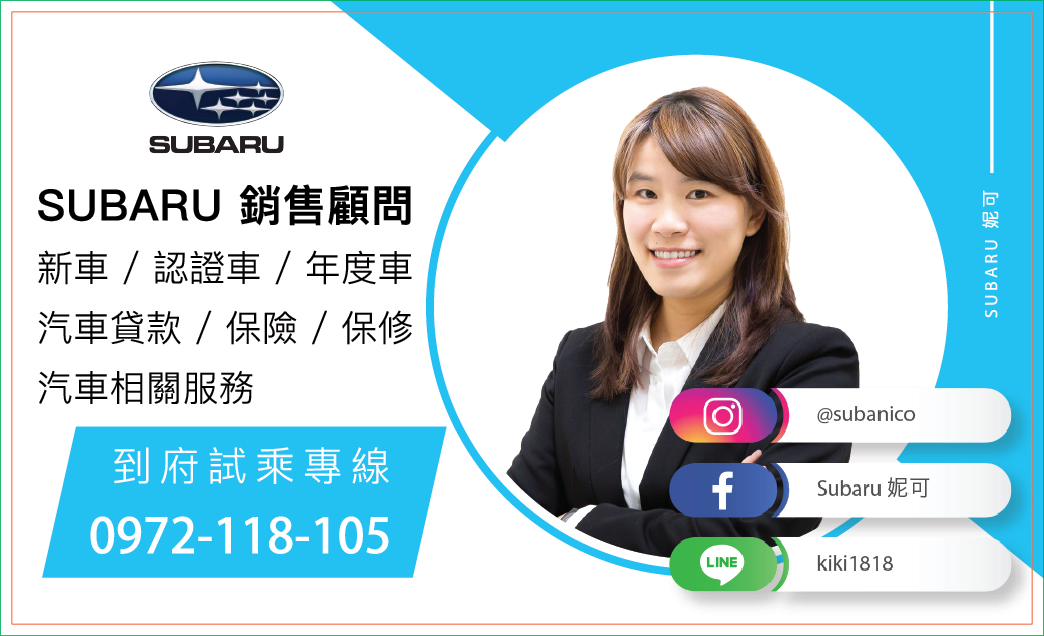 SUBARU
SUBARU 銷售顧問
新車 / 認證車 / 年度車
汽車貸款 / 保險 / 保修
汽車相關服務
到府試乘專線
0972-118-105
SUBARU 妮可
@subanico
Subaru 妮可
LINE
kiki1818